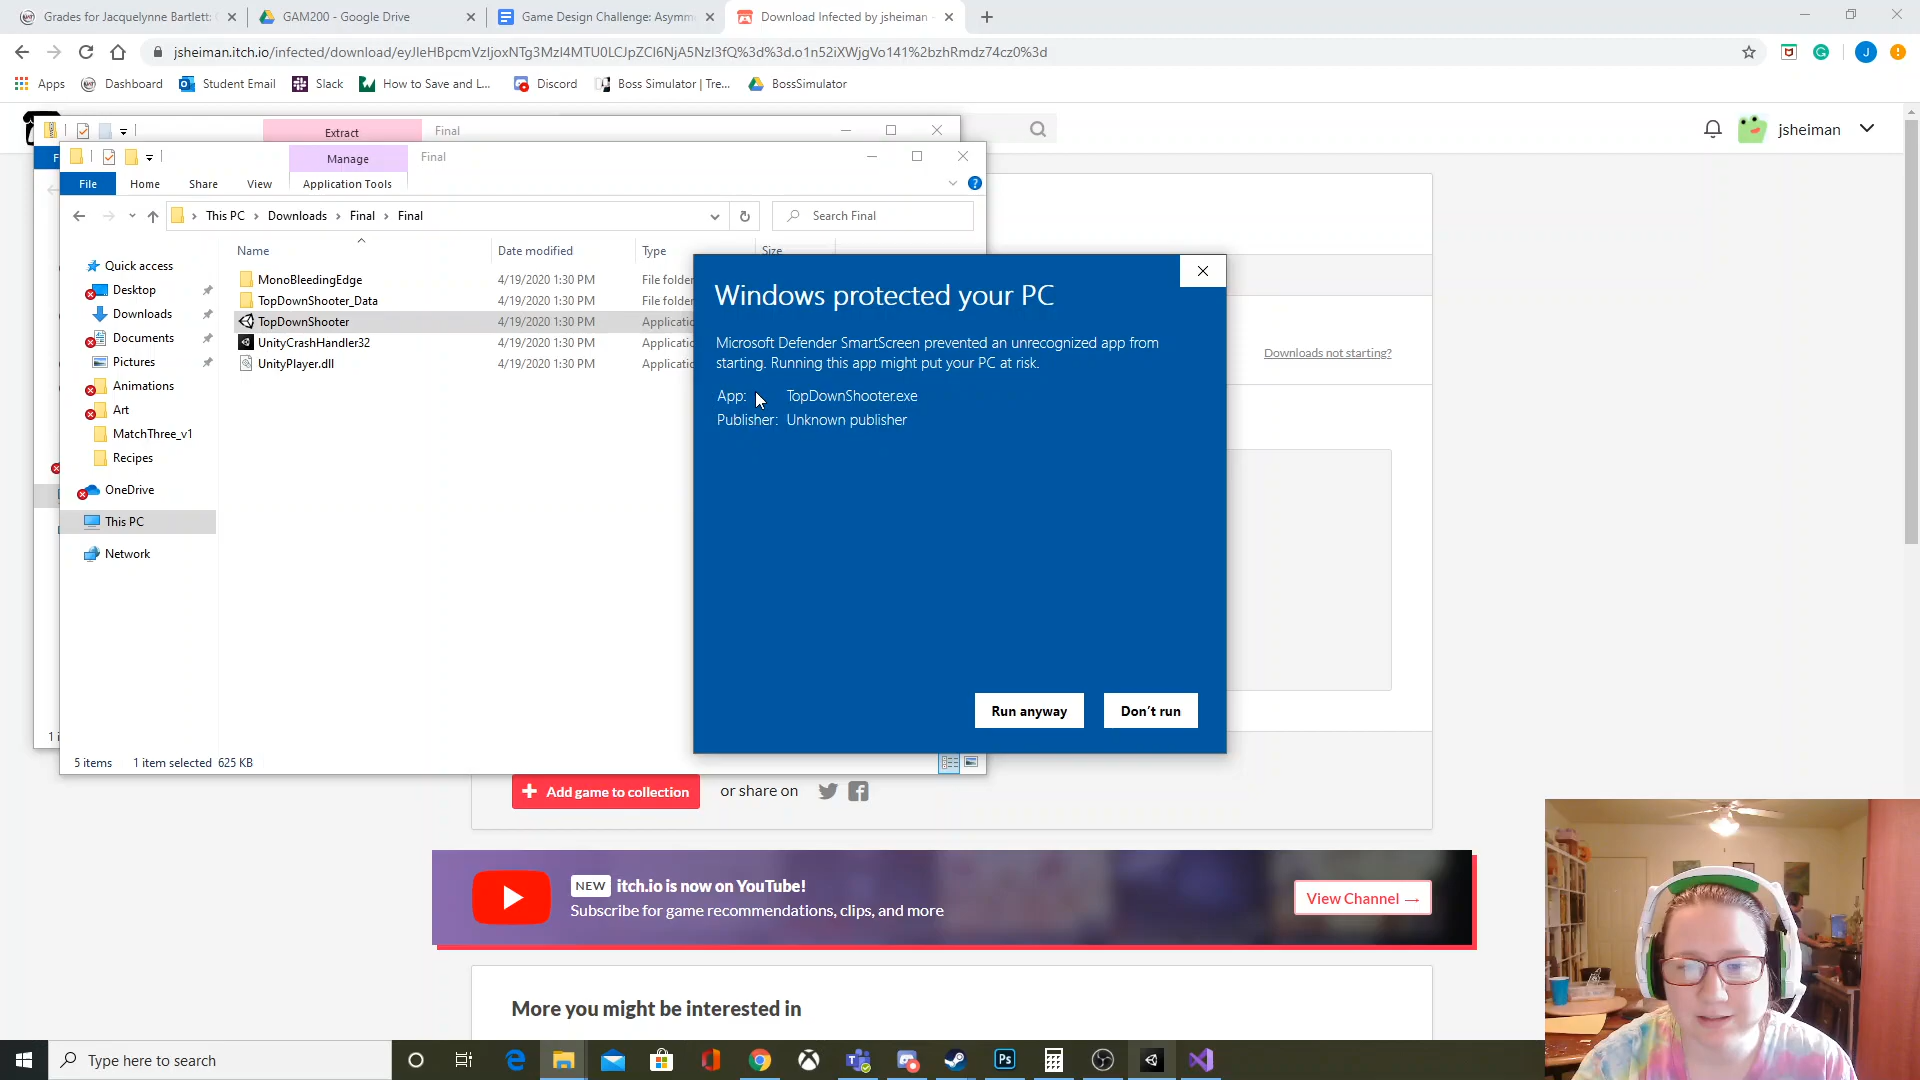 Grades for Jacquelynne Bartlett:
GAM200 - Google Drive
Game Design Challenge: Asymm
Download Infected by jsheiman -
jsheiman.itch.io/infected/download/
Apps
Dashboard
Student Email
Slack
How to Save and L...
Discord
Boss Simulator | Tre...
BossSimulator
J
Extract
Final
jsheiman
Manage
Final
File
Home
Share
View
Application Tools
This PC
Downloads
Final
Final
Search Final
Name
Date modified
Type
Size
Quick access
Desktop
Downloads
Documents
Pictures
Animations
Art
MatchThree_v1
Recipes
OneDrive
This PC
Network
MonoBleedingEdge 4/19/2020 1:30 PM File folder
TopDownShooter_Data 4/19/2020 1:30 PM File folder
TopDownShooter 4/19/2020 1:30 PM Applicatio
UnityCrashHandler32 4/19/2020 1:30 PM Applicatio
UnityPlayer.dll 4/19/2020 1:30 PM Applicatio
5 items 1 item selected 625 KB
Windows protected your PC
Microsoft Defender SmartScreen prevented an unrecognized app from
starting. Running this app might put your PC at risk.
App: TopDownShooter.exe
Publisher: Unknown publisher
Run anyway
Don't run
Downloads not starting?
Add game to collection
or share on
NEW itch.io is now on YouTube!
Subscribe for game recommendations, clips, and more
View Channel →
More you might be interested in
Type here to search
Ps